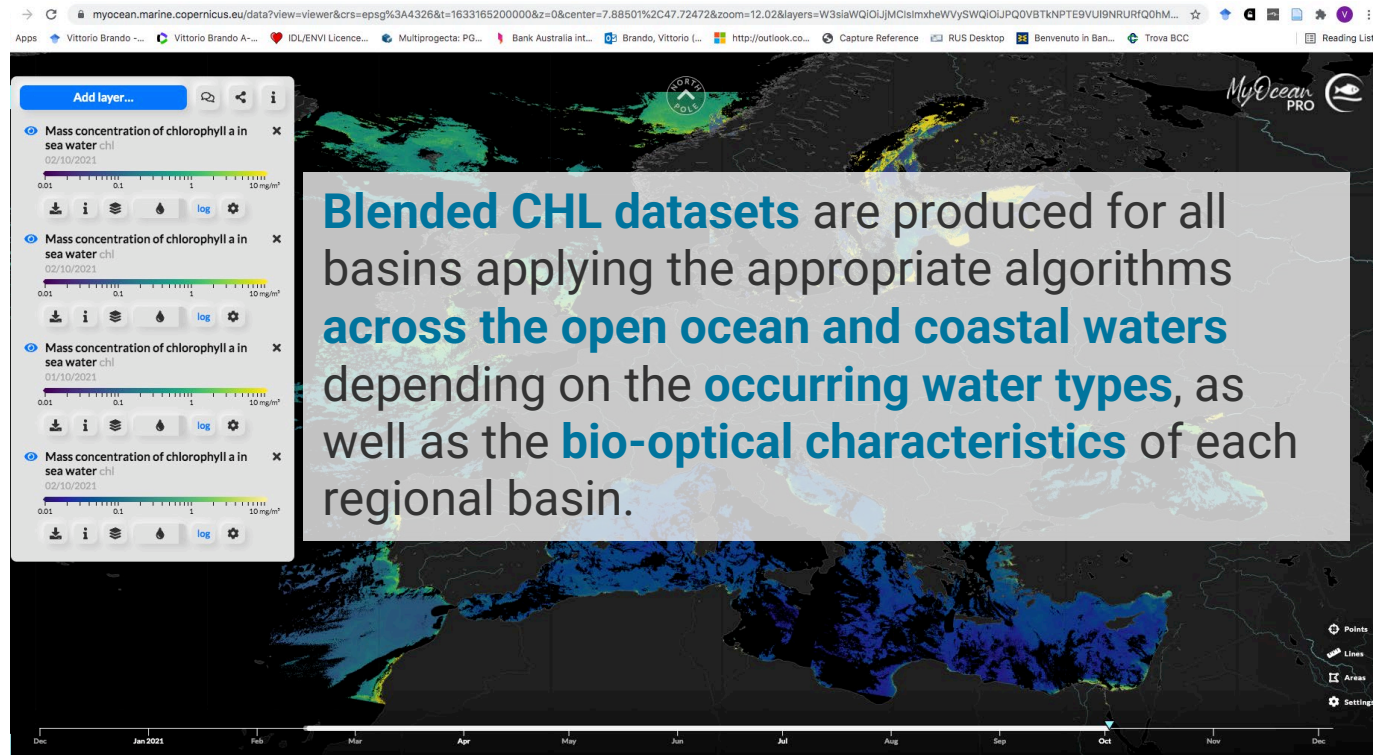 myocean.marine.copernicus.eu/data?view=viewer&crs=epsg%3A4326&t=1633165200000&z=0&center=7.88501%2C47.72472&zoom=12.02&layers=W3siaWQiOiJjMCIsImxheWVySWQiOiJPQ0VBTkNPTE9VUl9NRURfQ0hM...
Apps Vittorio Brando -... Vittorio Brando A-... IDL/ENVI Licence... Multiprogecta: PG... Bank Australia int... Brando, Vittorio (... http://outlook.co... Capture Reference RUS Desktop Benvenuto in Ban... Trova BCC Reading List
Add layer...
NORTH
POLE
MyOcean
PRO
Mass concentration of chlorophyll a in
sea water chl
02/10/2021
0.01 0.1 1 10 mg/m³
log
Mass concentration of chlorophyll a in
sea water chl
02/10/2021
0.01 0.1 1 10 mg/m³
log
Mass concentration of chlorophyll a in
sea water chl
01/10/2021
0.01 0.1 1 10 mg/m³
log
Mass concentration of chlorophyll a in
sea water chl
02/10/2021
0.01 0.1 1 10 mg/m³
log
Blended CHL datasets are produced for all
basins applying the appropriate algorithms
across the open ocean and coastal waters
depending on the occurring water types, as
well as the bio-optical characteristics of each
regional basin.
Points
Lines
Areas
Settings
Dec Jan 2021 Feb Mar Apr May Jun Jul Aug Sep Oct Nov Dec